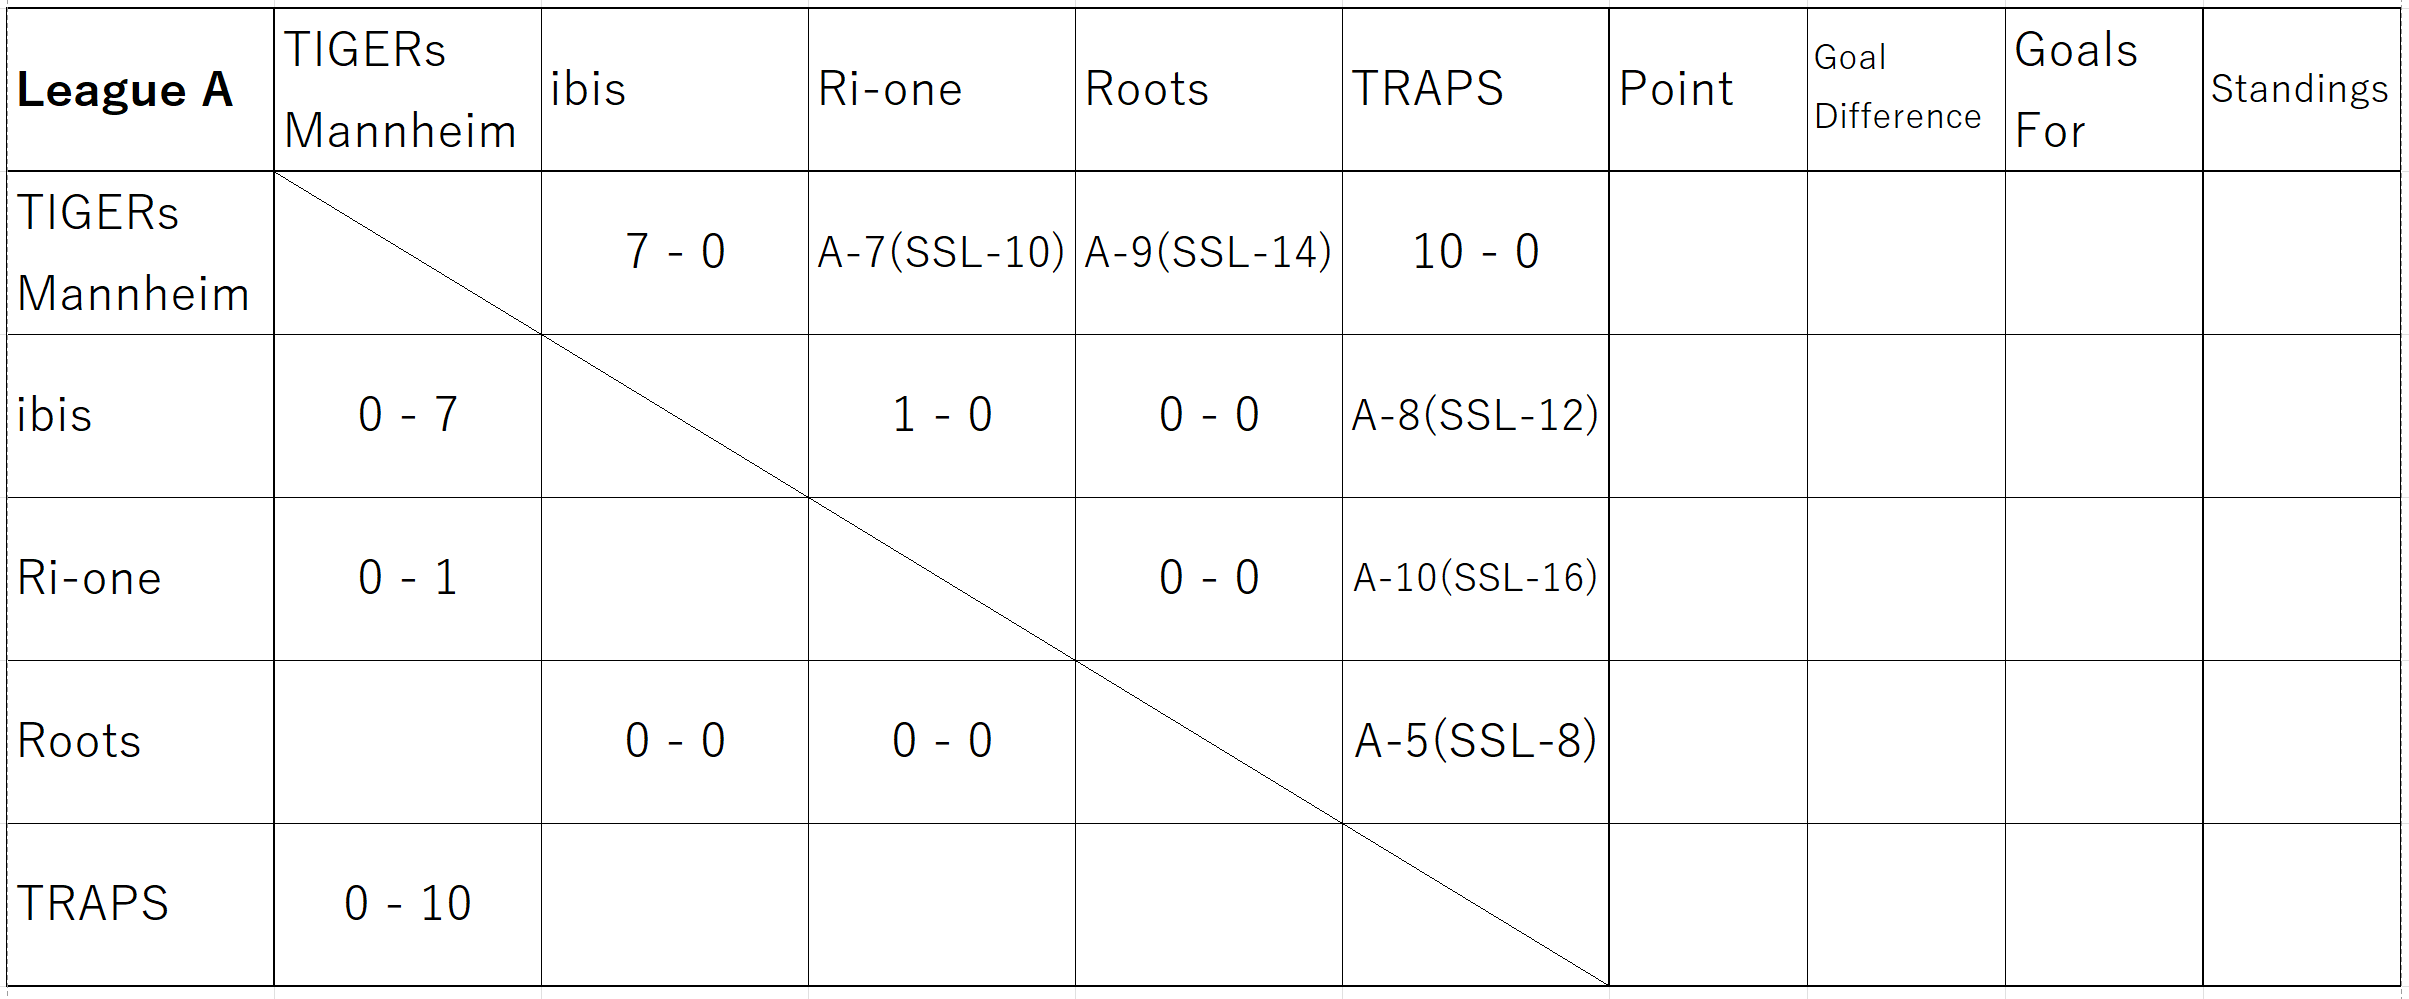 League A TIGERs Mannheim ibis Ri-one Roots TRAPS Point Goal Difference Goals For Standings
TIGERs Mannheim 7 - 0 A-7(SSL-10) A-9(SSL-14) 10 - 0
ibis 0 - 7 1 - 0 0 - 0 A-8(SSL-12)
Ri-one 0 - 1 0 - 0 A-10(SSL-16)
Roots 0 - 0 0 - 0 A-5(SSL-8)
TRAPS 0 - 10